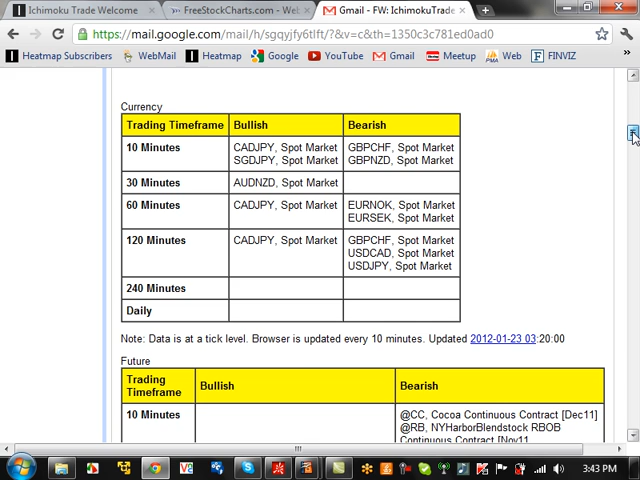 Ichimoku Trade Welcome
FreeStockCharts.com - Wel
Gmail - FW: IchimokuTrade
https://mail.google.com/mail/h/sgqyjfy6tlft/?&v=c&th=1350c3c781ed0ad0
Heatmap Subscribers
WebMail
Heatmap
Google
YouTube
Gmail
Meetup
Web
FINVIZ
Currency
Trading Timeframe Bullish Bearish
10 Minutes CADJPY, Spot Market GBPCHF, Spot Market
SGDJPY, Spot Market GBPNZD, Spot Market
30 Minutes AUDNZD, Spot Market
60 Minutes CADJPY, Spot Market EURNOK, Spot Market
EURSEK, Spot Market
120 Minutes CADJPY, Spot Market GBPCHF, Spot Market
USDCAD, Spot Market
USDJPY, Spot Market
240 Minutes
Daily
Note: Data is at a tick level. Browser is updated every 10 minutes. Updated 2012-01-23 03:20:00
Future
Trading Timeframe Bullish Bearish
10 Minutes @CC, Cocoa Continuous Contract [Dec11]
@RB, NYHarborBlendstock RBOB
Continuous Contract [Nov11
3:43 PM